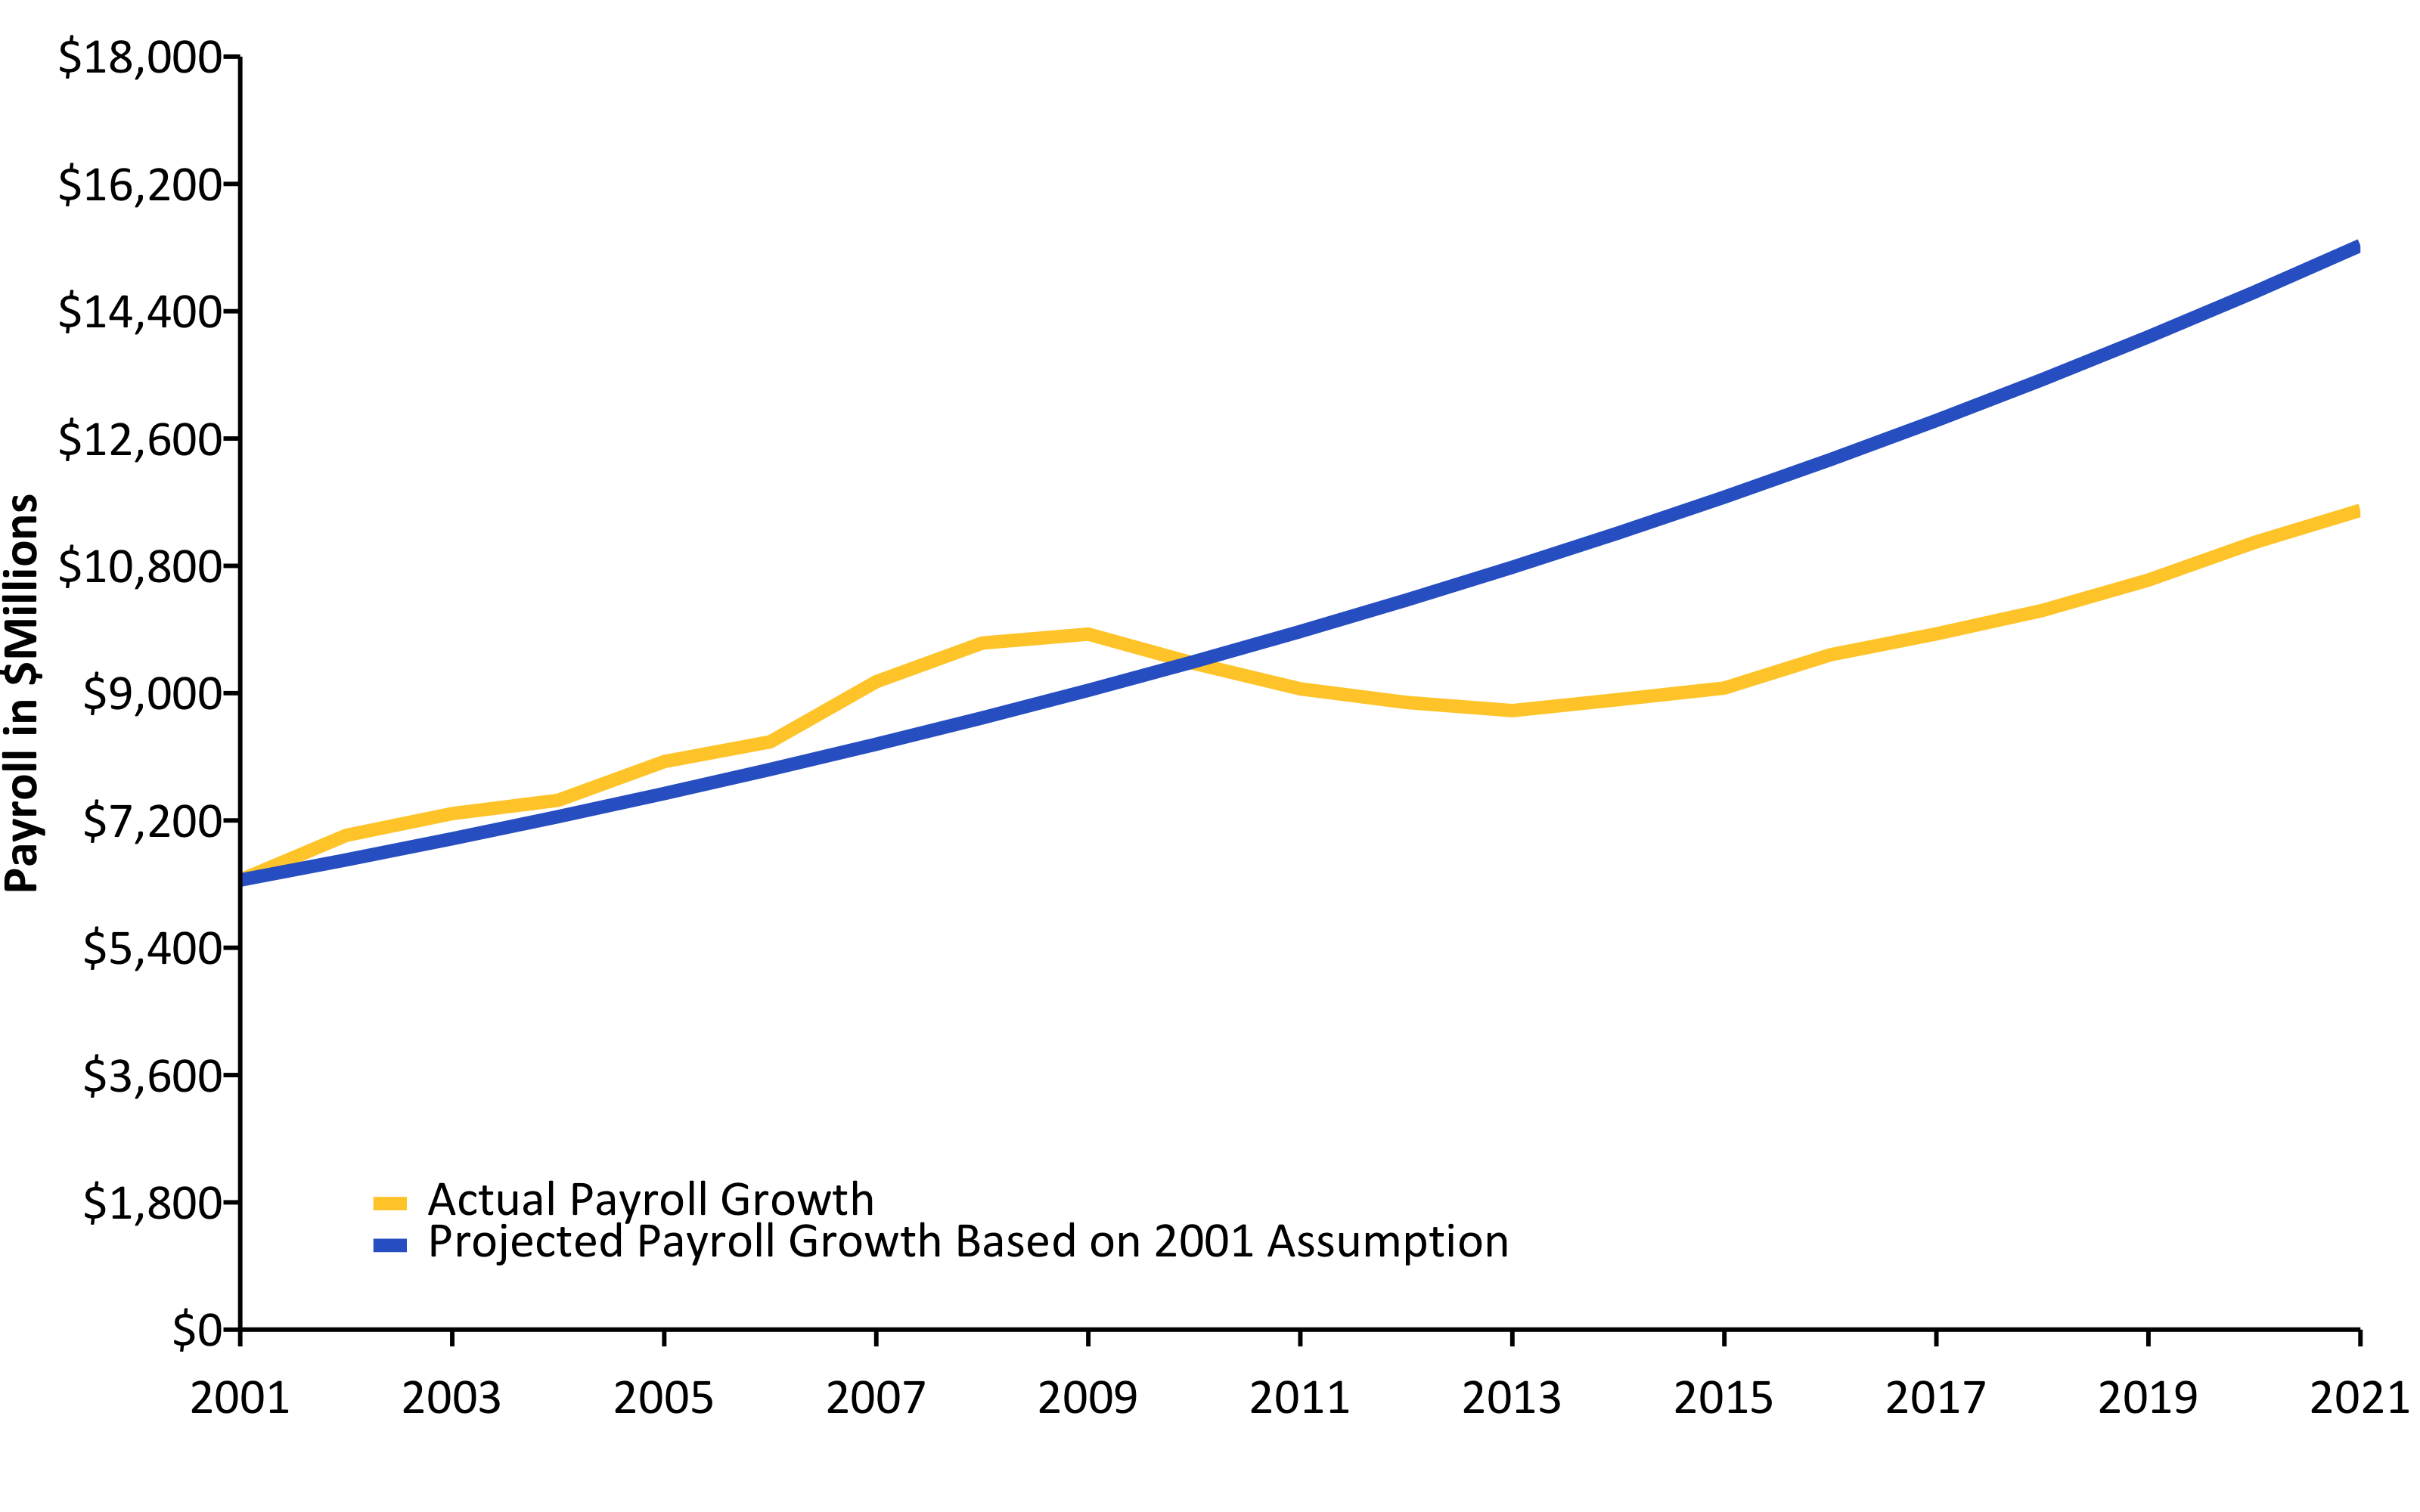 $18,000
$16,200
$14,400
$12,600
$10,800
$9,000
$7,200
$5,400
$3,600
$1,800
$0
Payroll in $Millions
Actual Payroll Growth
Projected Payroll Growth Based on 2001 Assumption
2001 2003 2005 2007 2009 2011 2013 2015 2017 2019 2021